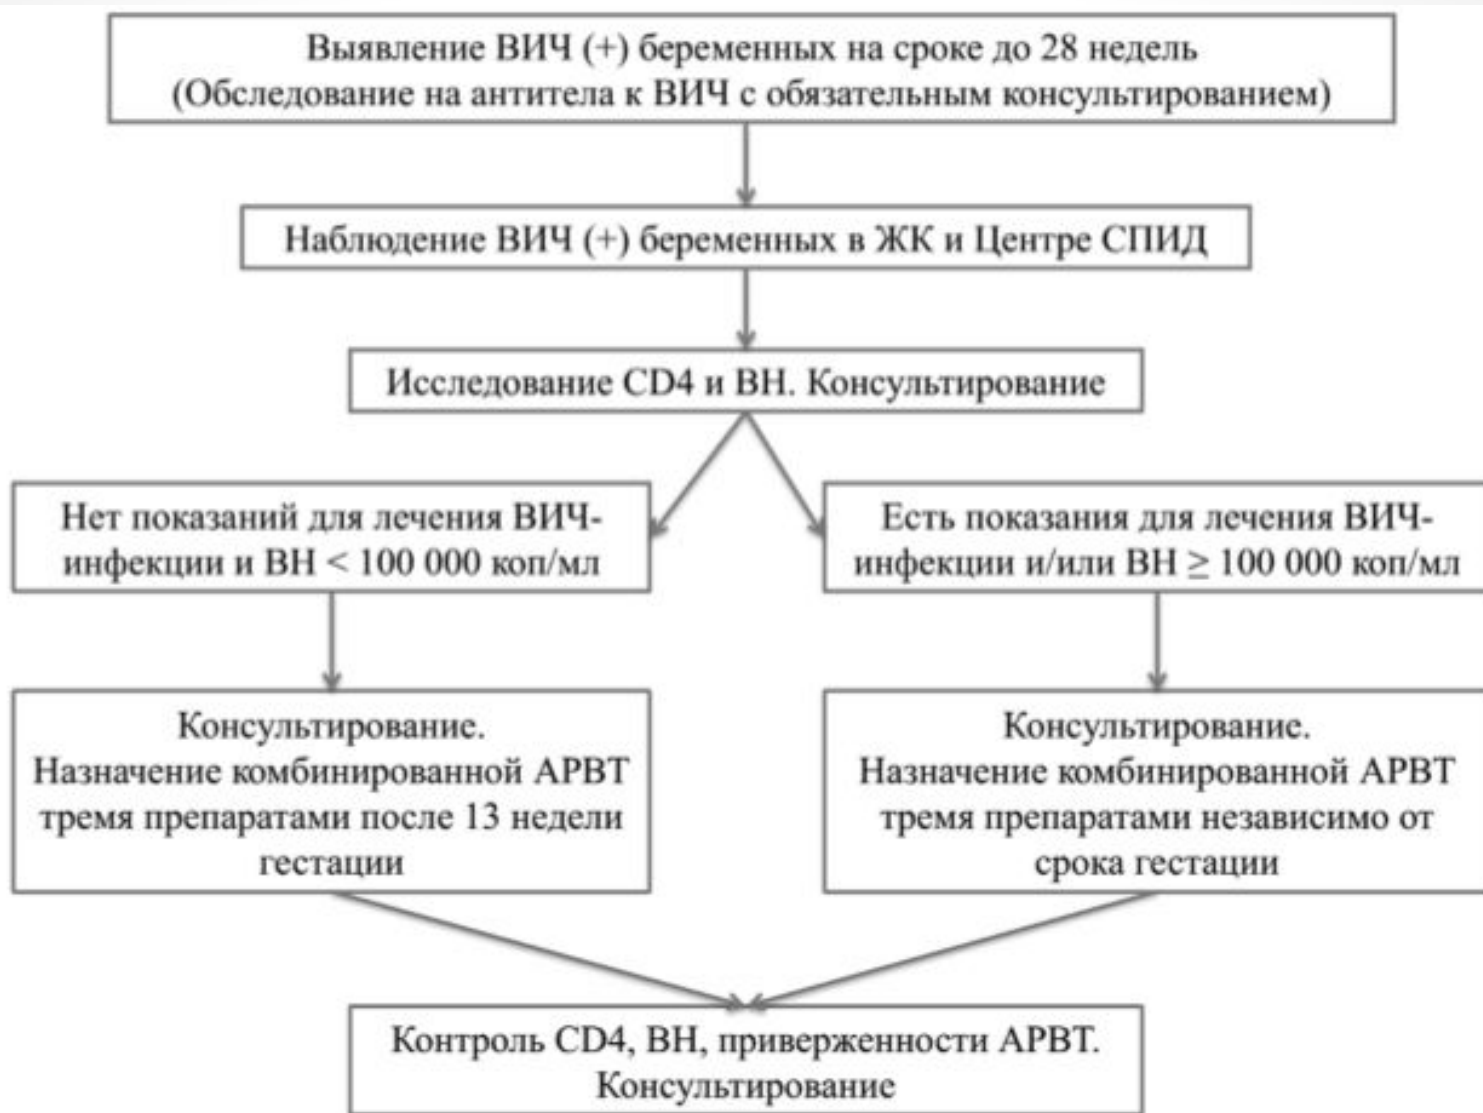 Выявление ВИЧ (+) беременных на сроке до 28 недель
(Обследование на антитела к ВИЧ с обязательным консультированием)
Наблюдение ВИЧ (+) беременных в ЖК и Центре СПИД
Исследование CD4 и ВН. Консультирование
Нет показаний для лечения ВИЧ-
инфекции и ВН < 100 000 коп/мл
Есть показания для лечения ВИЧ-
инфекции и/или ВН ≥ 100 000 коп/мл
Консультирование.
Назначение комбинированной АРВТ
тремя препаратами после 13 недели
гестации
Консультирование.
Назначение комбинированной АРВТ
тремя препаратами независимо от
срока гестации
Контроль CD4, ВН, приверженности АРВТ.
Консультирование